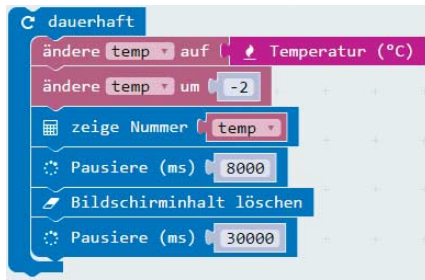 dauerhaft
ändere temp auf Temperatur (°C)
ändere temp um -2
zeige Nummer temp
Pausiere (ms) 8000
Bildschirminhalt löschen
Pausiere (ms) 30000